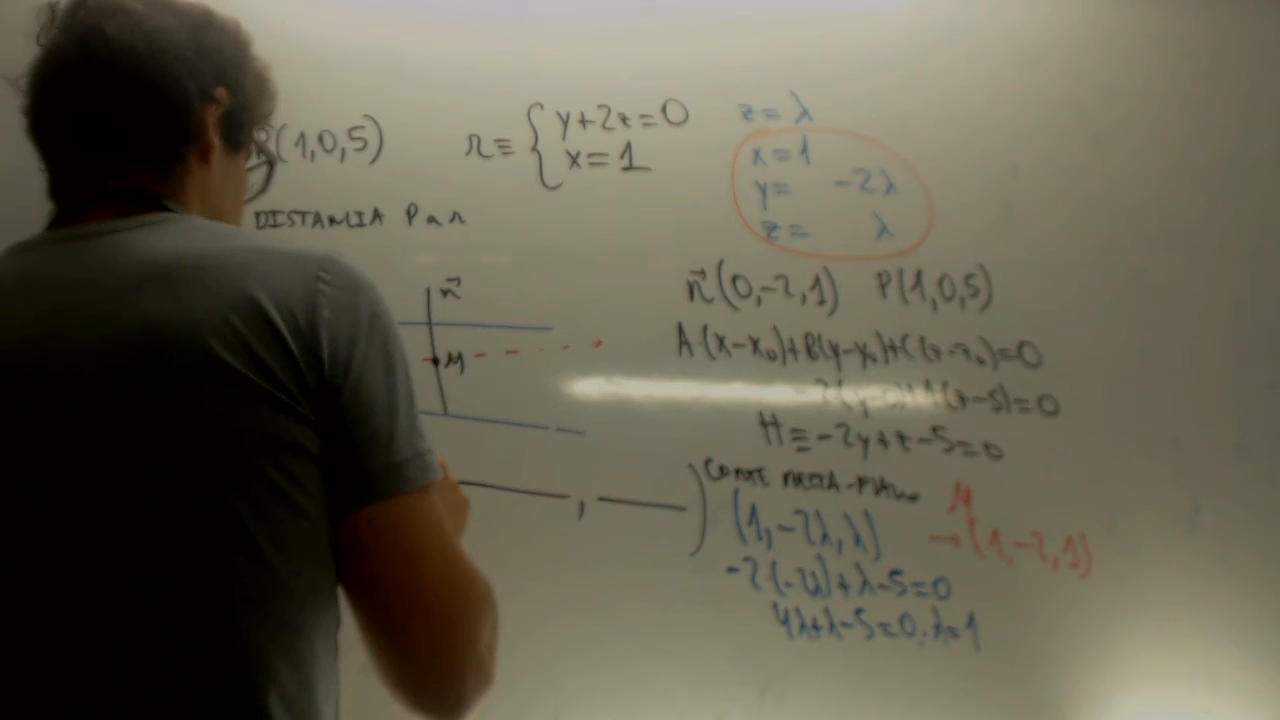 (1,0,5)
r ≡ { y+2z=0
x=1
z=λ
x=1
y= -2λ
z= λ
DISTANCIA P a r
n⃗
M
n⃗(0,-2,1) P(1,0,5)
A·(x-x₀)+B(y-y₀)+C(z-z₀)=0
-2(y-0)+1(z-5)=0
π≡-2y+z-5=0
CORTE RECTA-PLANO
(1,-2λ,λ)
M
→(1,-2,1)
-2(-2λ)+λ-5=0
4λ+λ-5=0;λ=1
, )